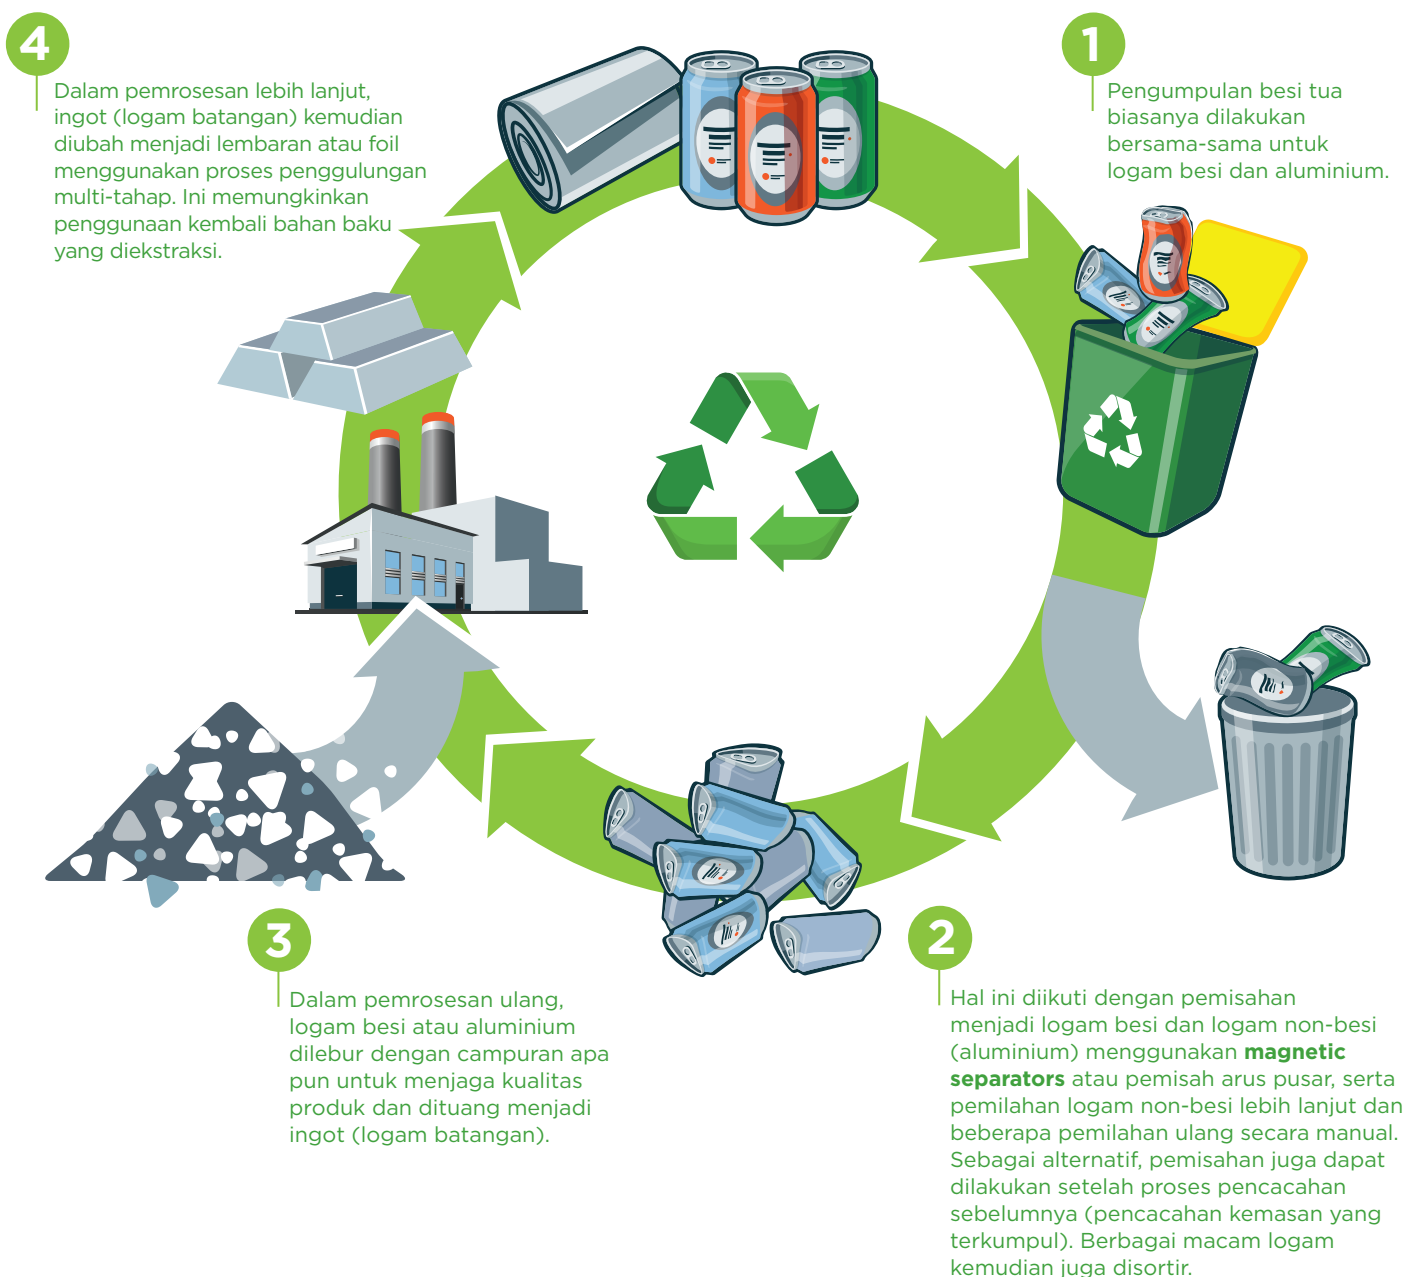 1
Pengumpulan besi tua
biasanya dilakukan
bersama-sama untuk
logam besi dan aluminium.
2
Hal ini diikuti dengan pemisahan
menjadi logam besi dan logam non-besi
(aluminium) menggunakan magnetic
separators atau pemisah arus pusar, serta
pemilahan logam non-besi lebih lanjut dan
beberapa pemilahan ulang secara manual.
Sebagai alternatif, pemisahan juga dapat
dilakukan setelah proses pencacahan
sebelumnya (pencacahan kemasan yang
terkumpul). Berbagai macam logam
kemudian juga disortir.
3
Dalam pemrosesan ulang,
logam besi atau aluminium
dilebur dengan campuran apa
pun untuk menjaga kualitas
produk dan dituang menjadi
ingot (logam batangan).
4
Dalam pemrosesan lebih lanjut,
ingot (logam batangan) kemudian
diubah menjadi lembaran atau foil
menggunakan proses penggulungan
multi-tahap. Ini memungkinkan
penggunaan kembali bahan baku
yang diekstraksi.